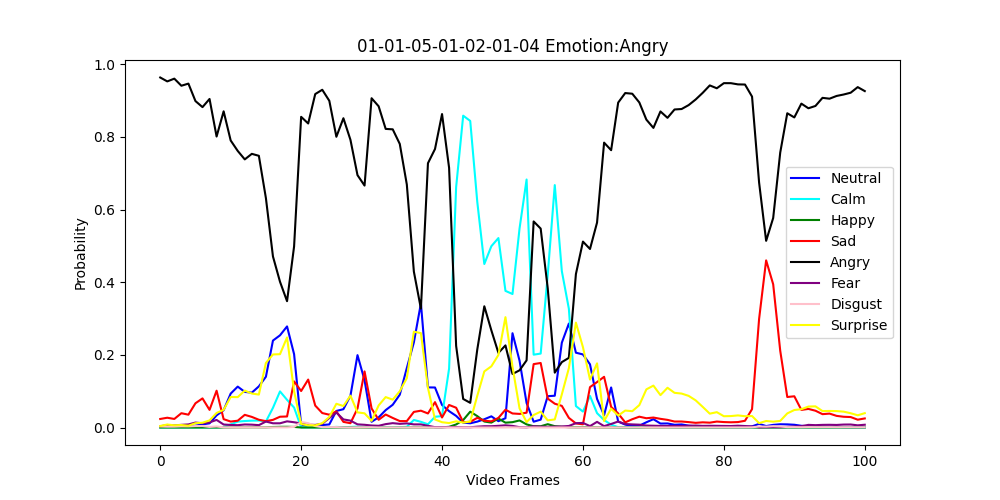 01-01-05-01-02-01-04 Emotion:Angry
1.0
0.8
0.6
0.4
0.2
0.0
Probability
0
20
40
60
80
100
Video Frames
Neutral
Calm
Happy
Sad
Angry
Fear
Disgust
Surprise